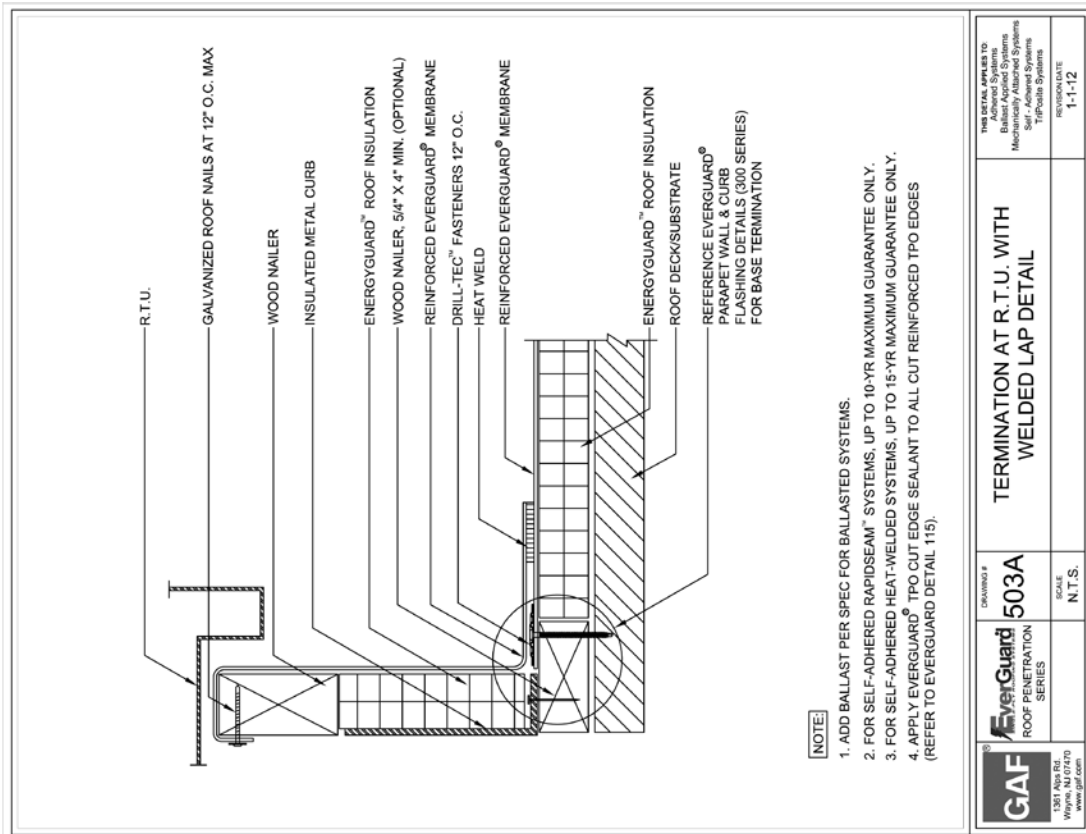 R.T.U.
GALVANIZED ROOF NAILS AT 12" O.C. MAX
WOOD NAILER
INSULATED METAL CURB
ENERGYGUARD™ ROOF INSULATION
WOOD NAILER, 5/4" X 4" MIN. (OPTIONAL)
REINFORCED EVERGUARD® MEMBRANE
DRILL-TEC™ FASTENERS 12" O.C.
HEAT WELD
REINFORCED EVERGUARD® MEMBRANE
ENERGYGUARD™ ROOF INSULATION
ROOF DECK/SUBSTRATE
REFERENCE EVERGUARD®
PARAPET WALL & CURB
FLASHING DETAILS (300 SERIES)
FOR BASE TERMINATION
NOTE:
1. ADD BALLAST PER SPEC FOR BALLASTED SYSTEMS.
2. FOR SELF-ADHERED RAPIDSEAM™ SYSTEMS, UP TO 10-YR MAXIMUM GUARANTEE ONLY.
3. FOR SELF-ADHERED HEAT-WELDED SYSTEMS, UP TO 15-YR MAXIMUM GUARANTEE ONLY.
4. APPLY EVERGUARD® TPO CUT EDGE SEALANT TO ALL CUT REINFORCED TPO EDGES
(REFER TO EVERGUARD DETAIL 115).
GAF®
1361 Alps Rd.
Wayne, NJ 07470
www.gaf.com
EverGuard
ROOF PENETRATION
SERIES
DRAWING #
503A
SCALE
N.T.S.
TERMINATION AT R.T.U. WITH
WELDED LAP DETAIL
THIS DETAIL APPLIES TO:
Adhered Systems
Ballast Applied Systems
Mechanically Attached Systems
Self - Adhered Systems
TriPosite Systems
REVISION DATE
1-1-12